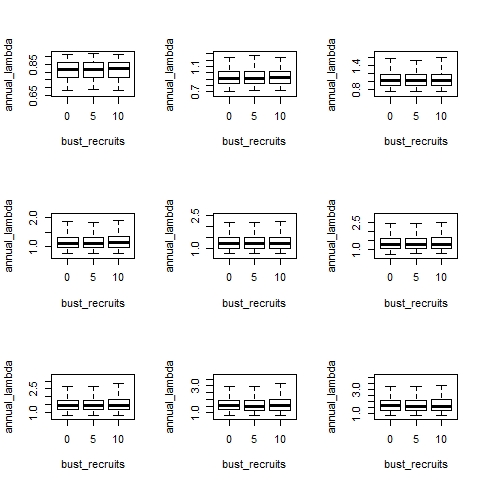 annual_lambda
0.65 0.85
0 5 10
bust_recruits
annual_lambda
0.7 1.1
0 5 10
bust_recruits
annual_lambda
0.8 1.4
0 5 10
bust_recruits
annual_lambda
1.0 2.0
0 5 10
bust_recruits
annual_lambda
1.0 2.5
0 5 10
bust_recruits
annual_lambda
1.0 2.5
0 5 10
bust_recruits
annual_lambda
1.0 2.5
0 5 10
bust_recruits
annual_lambda
1.0 3.0
0 5 10
bust_recruits
annual_lambda
1.0 3.0
0 5 10
bust_recruits